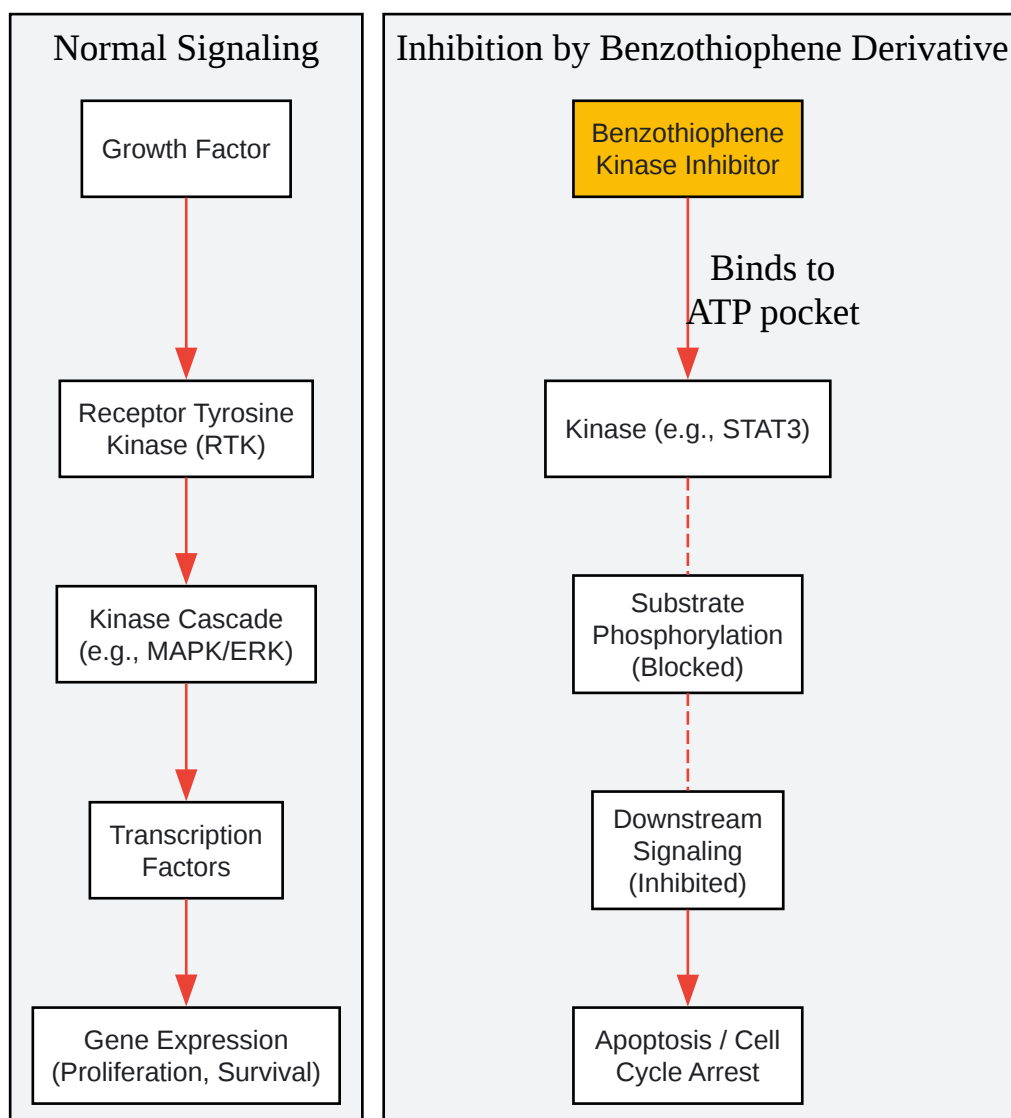 Normal Signaling
Growth Factor
Receptor Tyrosine
Kinase (RTK)
Kinase Cascade
(e.g., MAPK/ERK)
Transcription
Factors
Gene Expression
(Proliferation, Survival)
Inhibition by Benzothiophene Derivative
Benzothiophene
Kinase Inhibitor
Binds to
ATP pocket
Kinase (e.g., STAT3)
Substrate
Phosphorylation
(Blocked)
Downstream
Signaling
(Inhibited)
Apoptosis / Cell
Cycle Arrest